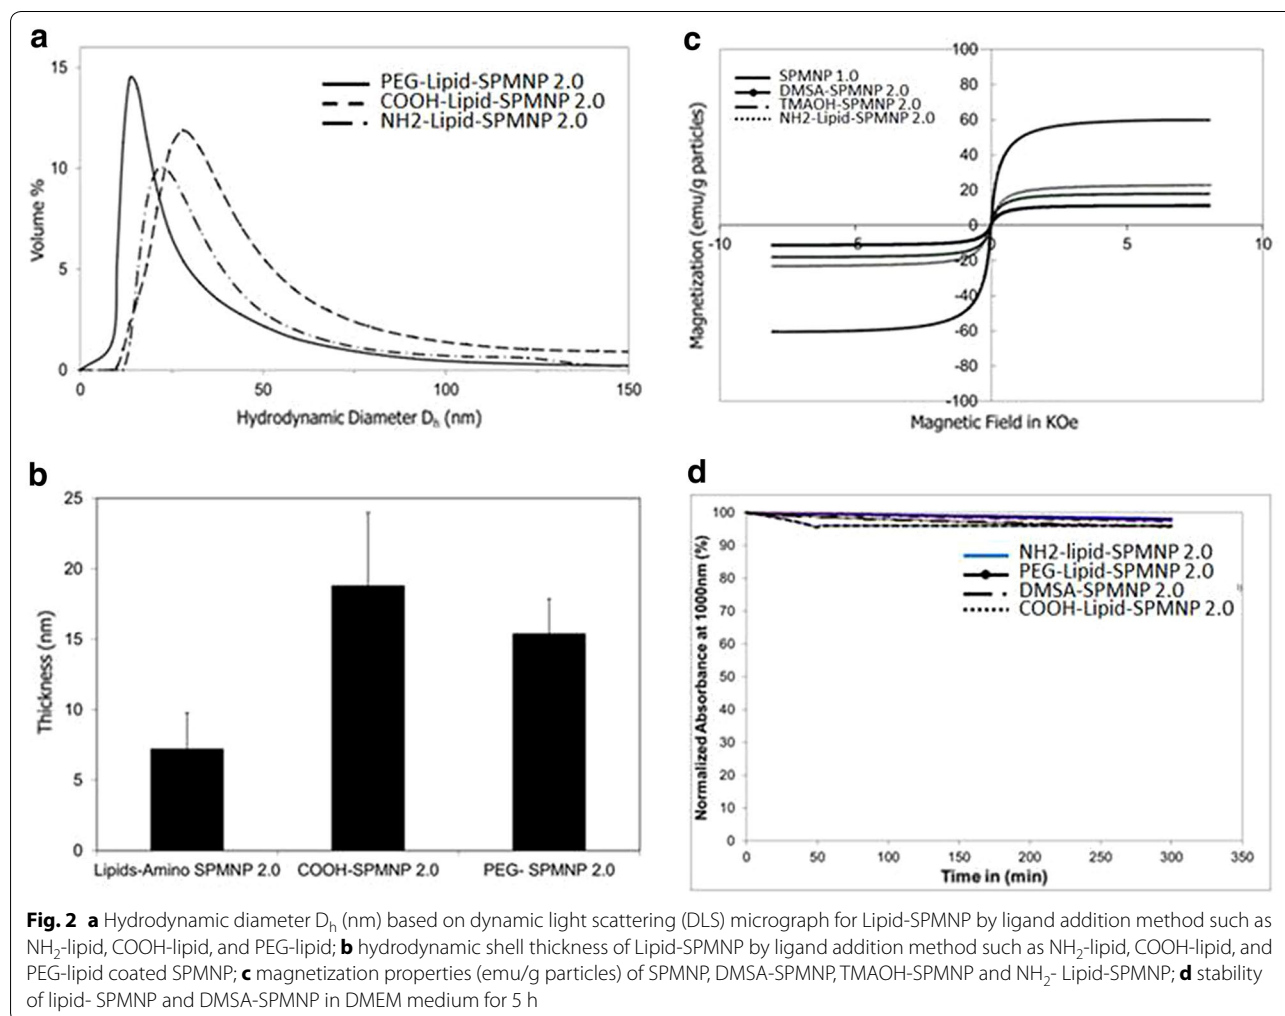 a
15
10
5
0
Volume %
PEG-Lipid-SPMNP 2.0
COOH-Lipid-SPMNP 2.0
NH2-Lipid-SPMNP 2.0
0 50 100 150
Hydrodynamic Diameter Dh (nm)
c
100
80
60
40
20
0
-20
-40
-60
-80
-100
SPMNP 1.0
DMSA-SPMNP 2.0
TMAOH-SPMNP 2.0
NH2-Lipid-SPMNP 2.0
Magnetization (emu/g particles)
-10 -5 0 5 10
Magnetic Field in KOe
b
25
20
15
10
5
0
Thickness (nm)
Lipids-Amino SPMNP 2.0 COOH-SPMNP 2.0 PEG- SPMNP 2.0
d
100
90
80
70
60
50
40
30
20
10
0
Normalized Absorbance at 1000nm (%)
NH2-lipid-SPMNP 2.0
PEG-Lipid-SPMNP 2.0
DMSA-SPMNP 2.0
COOH-Lipid-SPMNP 2.0
0 50 100 150 200 250 300 350
Time in (min)
Fig. 2 a Hydrodynamic diameter Dh (nm) based on dynamic light scattering (DLS) micrograph for Lipid-SPMNP by ligand addition method such as
NH2-lipid, COOH-lipid, and PEG-lipid; b hydrodynamic shell thickness of Lipid-SPMNP by ligand addition method such as NH2-lipid, COOH-lipid, and
PEG-lipid coated SPMNP; c magnetization properties (emu/g particles) of SPMNP, DMSA-SPMNP, TMAOH-SPMNP and NH2- Lipid-SPMNP; d stability
of lipid- SPMNP and DMSA-SPMNP in DMEM medium for 5 h